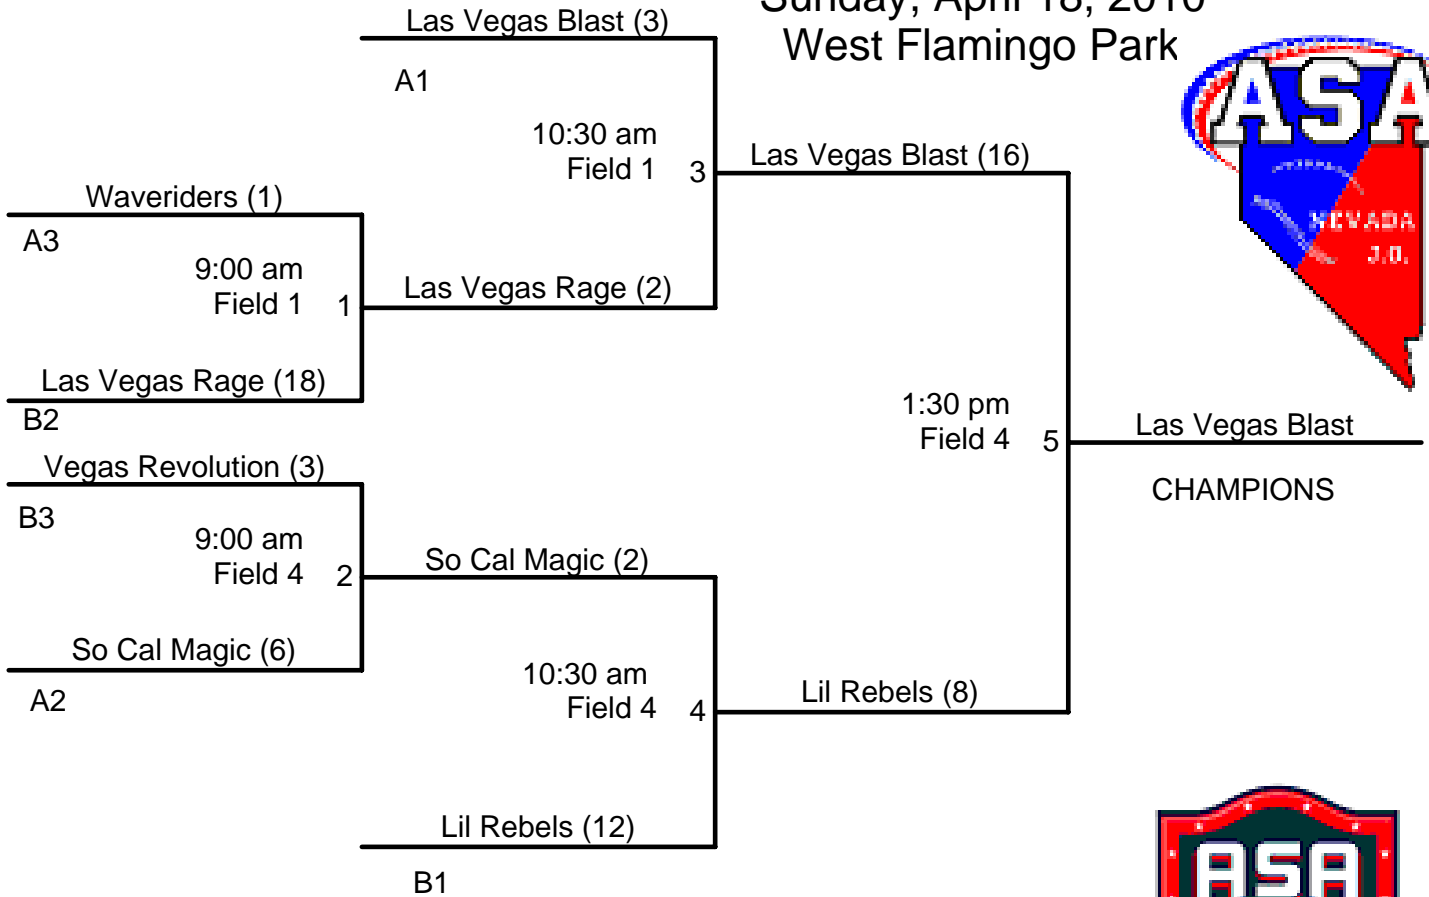 Sunday, April 18, 2010
West Flamingo Park
Las Vegas Blast (3)
A1
10:30 am
Field 1 3
Las Vegas Blast (16)
Waveriders (1)
A3
9:00 am
Field 1 1
Las Vegas Rage (2)
Las Vegas Rage (18)
B2
Vegas Revolution (3)
B3
9:00 am
Field 4 2
So Cal Magic (2)
So Cal Magic (6)
A2
10:30 am
Field 4 4
Lil Rebels (8)
Lil Rebels (12)
B1
1:30 pm
Field 4 5
Las Vegas Blast
CHAMPIONS
ASA
NEVADA
J.O.
ASA